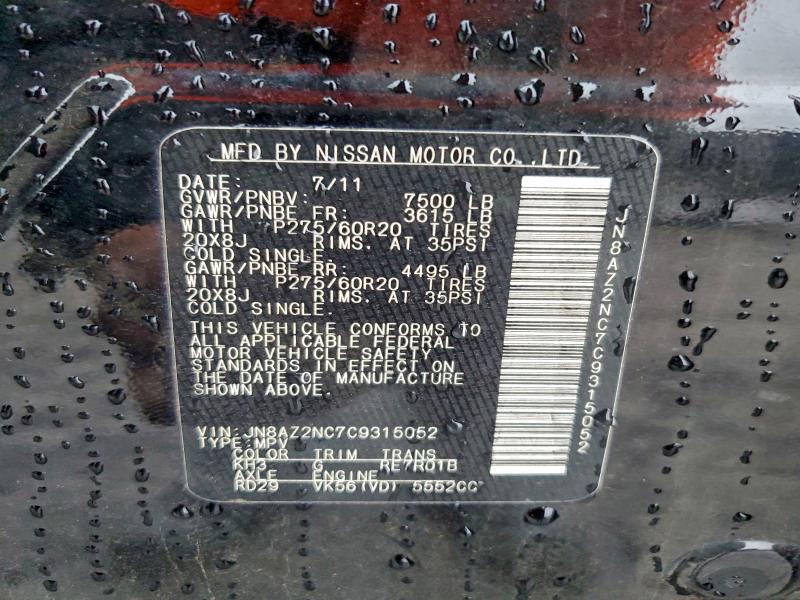 MFD BY NISSAN MOTOR CO.,LTD.
DATE: 7/11
GVWR/PNBV: 7500 LB
GAWR/PNBE FR: 3615 LB
WITH P275/60R20 TIRES
20X8J RIMS. AT 35PSI
COLD SINGLE.
GAWR/PNBE RR: 4495 LB
WITH P275/60R20 TIRES
20X8J RIMS. AT 35PSI
COLD SINGLE.
THIS VEHICLE CONFORMS TO
ALL APPLICABLE FEDERAL
MOTOR VEHICLE SAFETY
STANDARDS IN EFFECT ON
THE DATE OF MANUFACTURE
SHOWN ABOVE.
VIN: JN8AZ2NC7C9315052
TYPE: MPV
COLOR TRIM TRANS
KH3 G RE7R01B
AXLE ENGINE
RD29 VK56(VD) 5552CC
JN8AZ2NC7C9315052